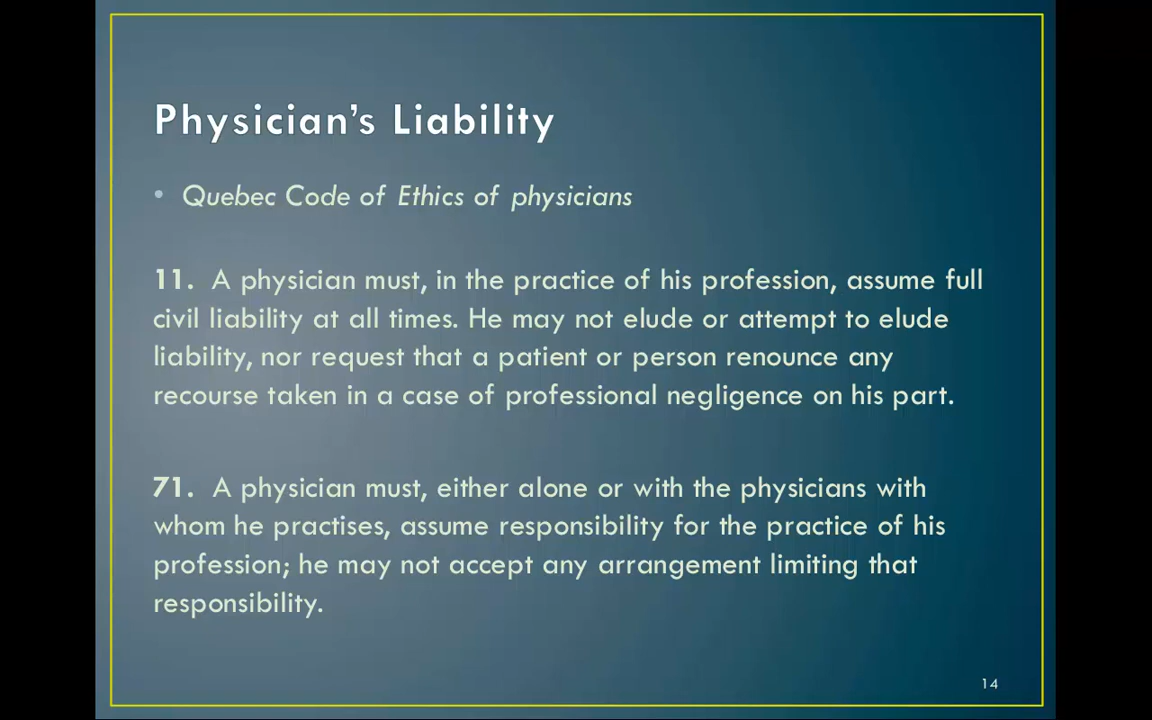 Physician's Liability
• Quebec Code of Ethics of physicians
11. A physician must, in the practice of his profession, assume full
civil liability at all times. He may not elude or attempt to elude
liability, nor request that a patient or person renounce any
recourse taken in a case of professional negligence on his part.
71. A physician must, either alone or with the physicians with
whom he practises, assume responsibility for the practice of his
profession; he may not accept any arrangement limiting that
responsibility.
14